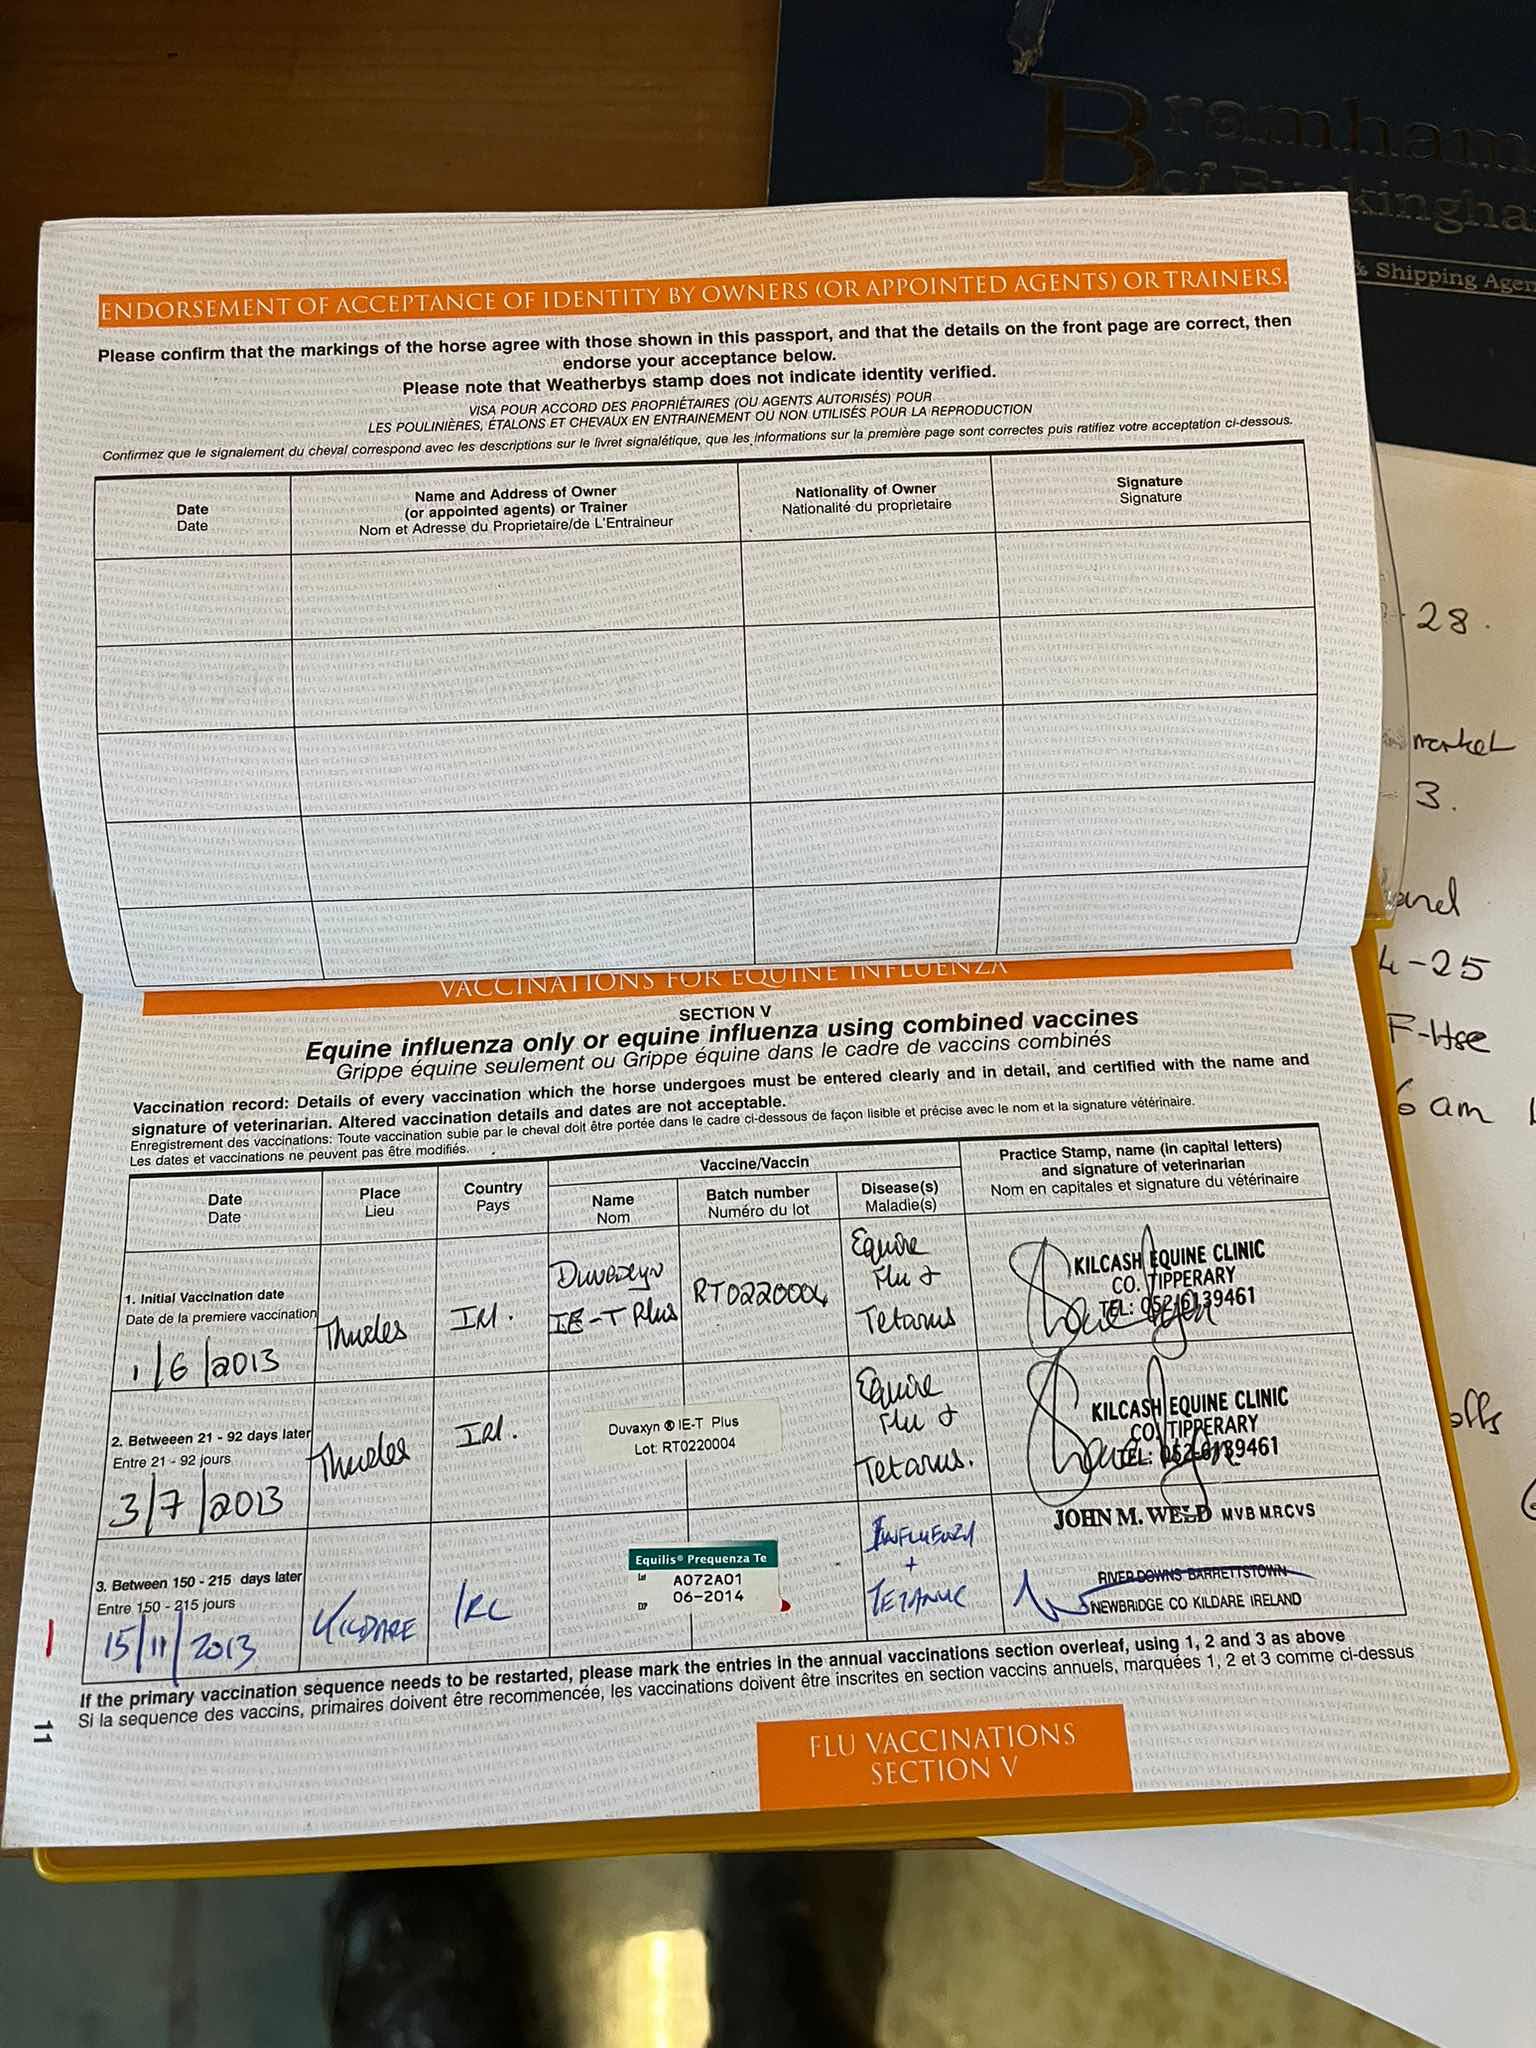 Bramham
of Buckingha
& Shipping Agen
ENDORSEMENT OF ACCEPTANCE OF IDENTITY BY OWNERS (OR APPOINTED AGENTS) OR TRAINERS.
Please confirm that the markings of the horse agree with those shown in this passport, and that the details on the front page are correct, then
endorse your acceptance below.
Please note that Weatherbys stamp does not indicate identity verified.
VISA POUR ACCORD DES PROPRIÉTAIRES (OU AGENTS AUTORISÉS) POUR
LES POULINIÈRES, ÉTALONS ET CHEVAUX EN ENTRAINEMENT OU NON UTILISÉS POUR LA REPRODUCTION
Confirmez que le signalement du cheval correspond avec les descriptions sur le livret signalétique, que les informations sur la première page sont correctes puis ratifiez votre acceptation ci-dessous.
Date
Date
Name and Address of Owner
(or appointed agents) or Trainer
Nom et Adresse du Proprietaire/de L'Entraineur
Nationality of Owner
Nationalité du proprietaire
Signature
Signature
28.
market
3.
4-25
F-Hse
6am
VACCINATIONS FOR EQUINE INFLUENZA
SECTION V
Equine influenza only or equine influenza using combined vaccines
Grippe équine seulement ou Grippe équine dans le cadre de vaccins combinés
Vaccination record: Details of every vaccination which the horse undergoes must be entered clearly and in detail, and certified with the name and
signature of veterinarian. Altered vaccination details and dates are not acceptable.
Enregistrement des vaccinations: Toute vaccination subie par le cheval doit être portée dans le cadre ci-dessous de façon lisible et précise avec le nom et la signature vétérinaire.
Les dates et vaccinations ne peuvent pas être modifiés.
Date
Date
Place
Lieu
Country
Pays
Vaccine/Vaccin
Name
Nom
Batch number
Numéro du lot
Disease(s)
Maladie(s)
Practice Stamp, name (in capital letters)
and signature of veterinarian
Nom en capitales et signature du vétérinaire
1. Initial Vaccination date
Date de la premiere vaccination
1/6/2013
Thurles
Irl.
Duvaxyn
IE-T Plus
RT0220004
Equine
Flu &
Tetanus
KILCASH EQUINE CLINIC
CO. TIPPERARY
TEL: 052 6139461
2. Betweeen 21 - 92 days later
Entre 21 - 92 jours
3/7/2013
Thurles
Irl.
Duvaxyn ® IE-T Plus
Lot: RT0220004
Equine
Flu &
Tetanus.
KILCASH EQUINE CLINIC
CO. TIPPERARY
TEL: 052-6139461
3. Between 150 - 215 days later
Entre 150 - 215 jours
15/11/2013
KILDARE
IRL
Equilis® Prequenza Te
Lot A072A01
EXP 06-2014
INFLUENZA
+
TETANUS
JOHN M. WELD MVB M.R.C.V.S
RIVER DOWNS BARRETTSTOWN
NEWBRIDGE CO KILDARE IRELAND
If the primary vaccination sequence needs to be restarted, please mark the entries in the annual vaccinations section overleaf, using 1, 2 and 3 as above
Si la sequence des vaccins, primaires doivent être recommencée, les vaccinations doivent être inscrites en section vaccins annuels, marquées 1, 2 et 3 comme ci-dessus
11
FLU VACCINATIONS
SECTION V